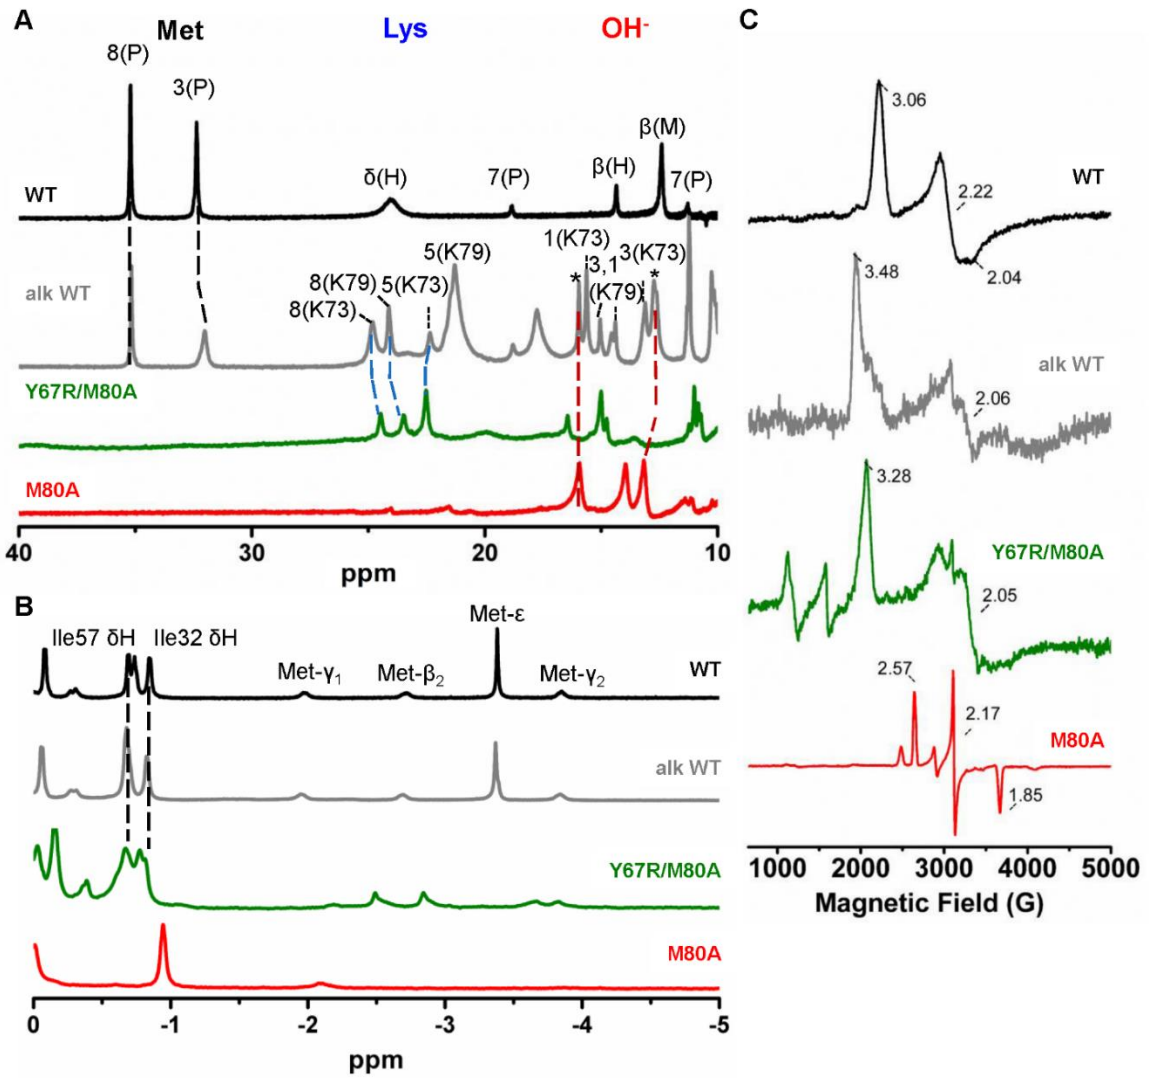 A
Met
Lys
OH-
8(P)
3(P)
δ(H)
7(P)
β(H)
β(M)
7(P)
WT
1(K73)
3(K73)
5(K79)
*
3,1
*
8(K79)
5(K73)
(K79)
8(K73)
alk WT
Y67R/M80A
M80A
40
30
20
10
ppm
B
Ile57 δH
Ile32 δH
Met-ε
Met-γ1
Met-β2
Met-γ2
WT
alk WT
Y67R/M80A
M80A
0
-1
-2
-3
-4
-5
ppm
C
3.06
WT
2.22
2.04
3.48
alk WT
2.06
3.28
Y67R/M80A
2.05
2.57
2.17
M80A
1.85
1000
2000
3000
4000
5000
Magnetic Field (G)